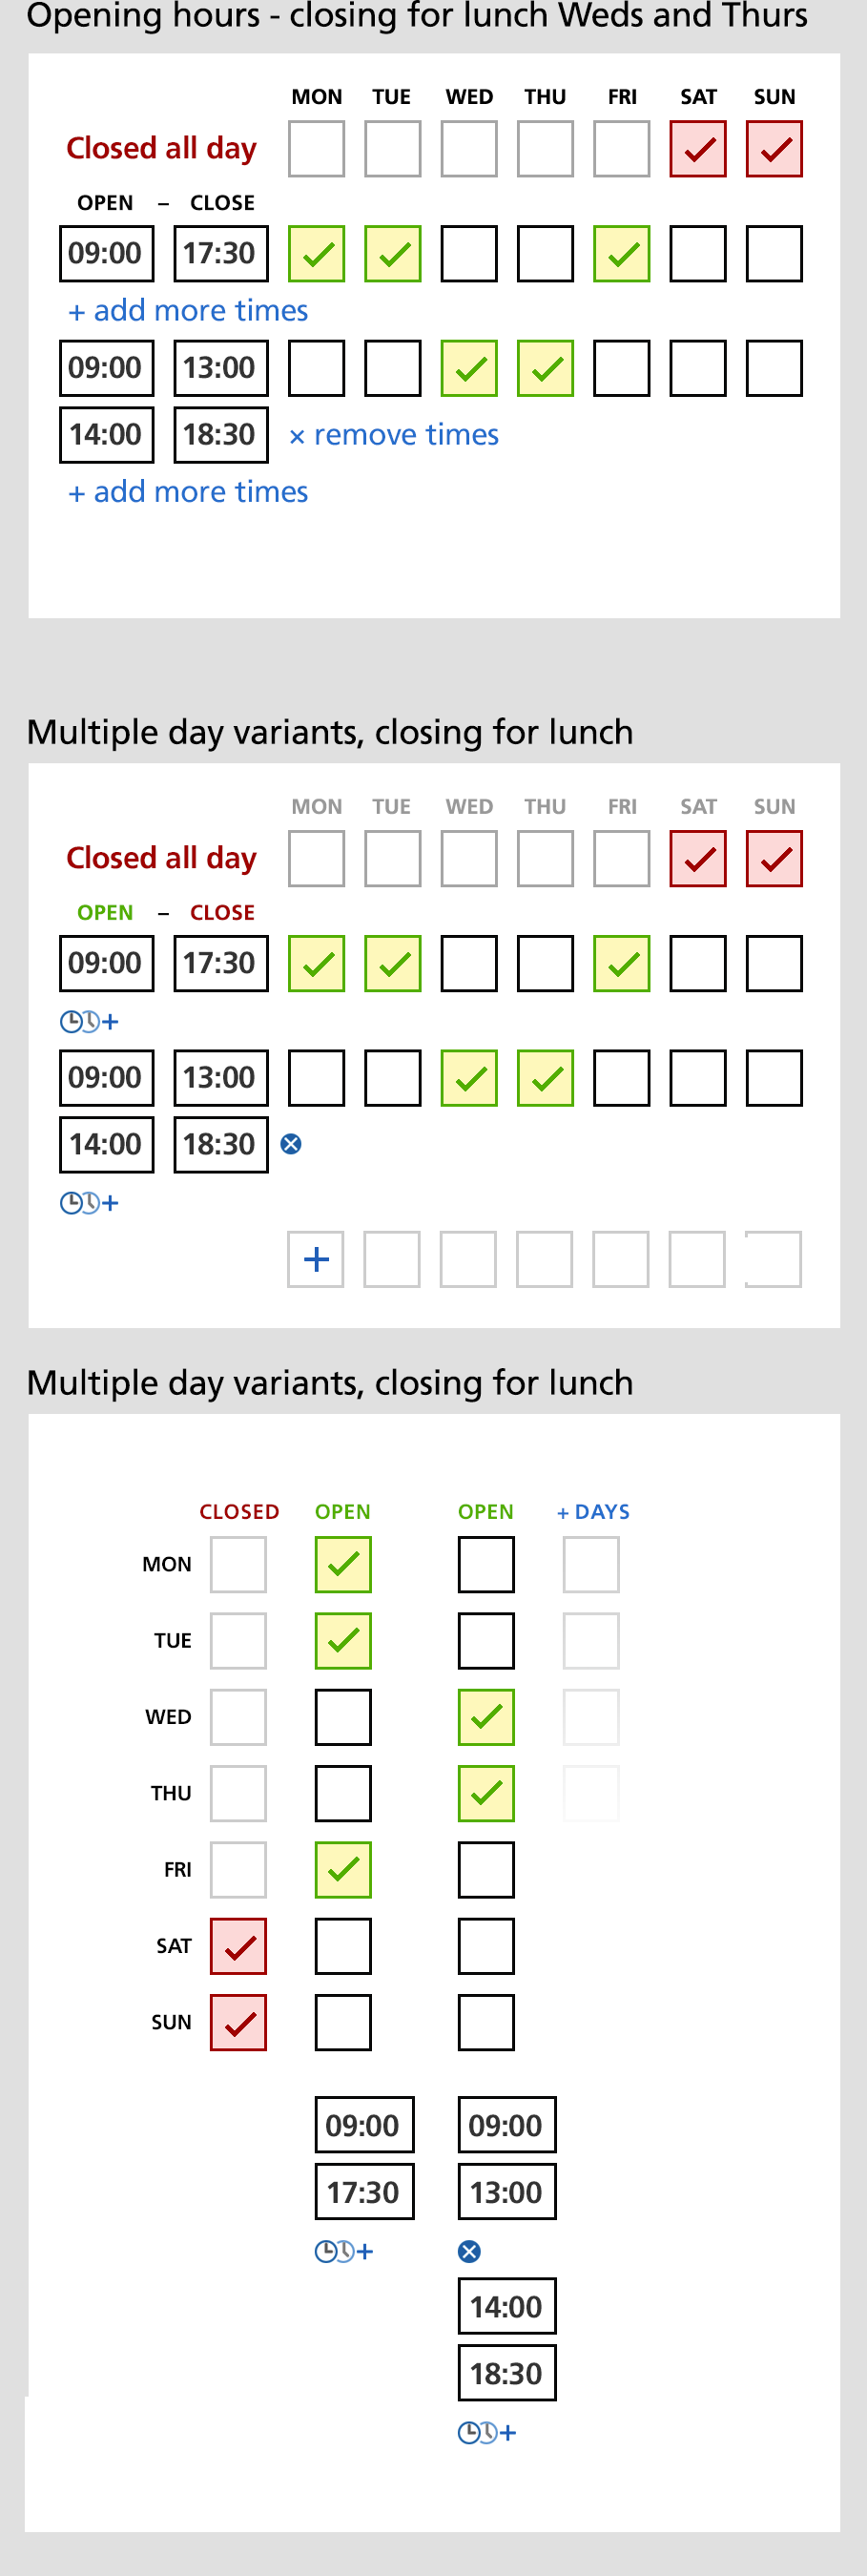 Opening hours - closing for lunch Weds and Thurs
MON TUE WED THU FRI SAT SUN
Closed all day
OPEN – CLOSE
09:00 17:30
+ add more times
09:00 13:00
14:00 18:30 × remove times
+ add more times
Multiple day variants, closing for lunch
MON TUE WED THU FRI SAT SUN
Closed all day
OPEN – CLOSE
09:00 17:30
+
09:00 13:00
14:00 18:30
+
+
Multiple day variants, closing for lunch
CLOSED OPEN OPEN + DAYS
MON
TUE
WED
THU
FRI
SAT
SUN
09:00 09:00
17:30 13:00
+
14:00
18:30
+